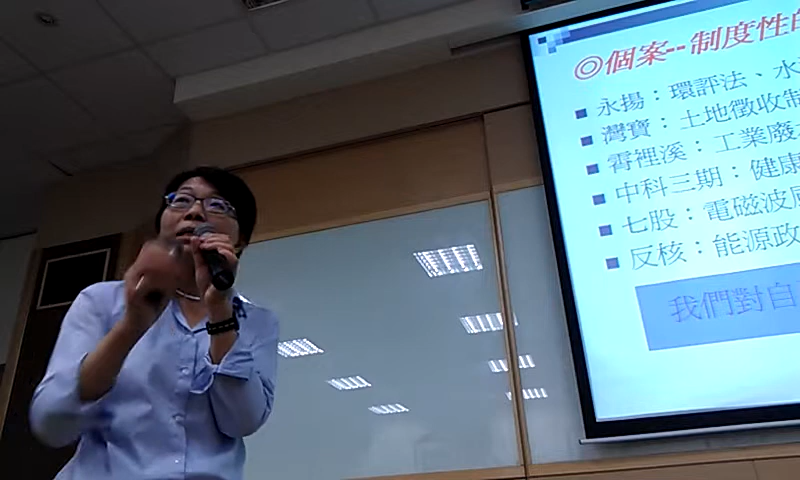 ◎個案--制度性的
■ 永揚：環評法、水
■ 灣寶：土地徵收制
■ 霄裡溪：工業廢
■ 中科三期：健康
■ 七股：電磁波
■ 反核：能源政
我們對自